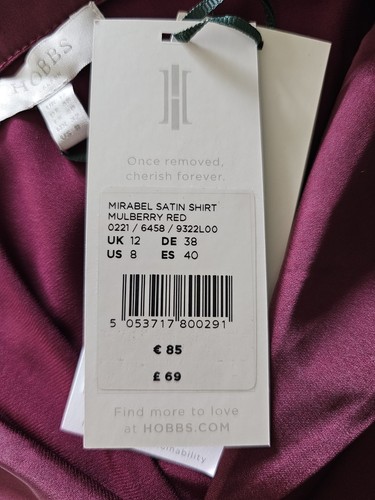 HOBBS
Once removed,
cherish forever.
MIRABEL SATIN SHIRT
MULBERRY RED
0221 / 6458 / 9322L00
UK 12 DE 38
US 8 ES 40
5 053717 800291
€ 85
£ 69
Find more to love
at HOBBS.COM